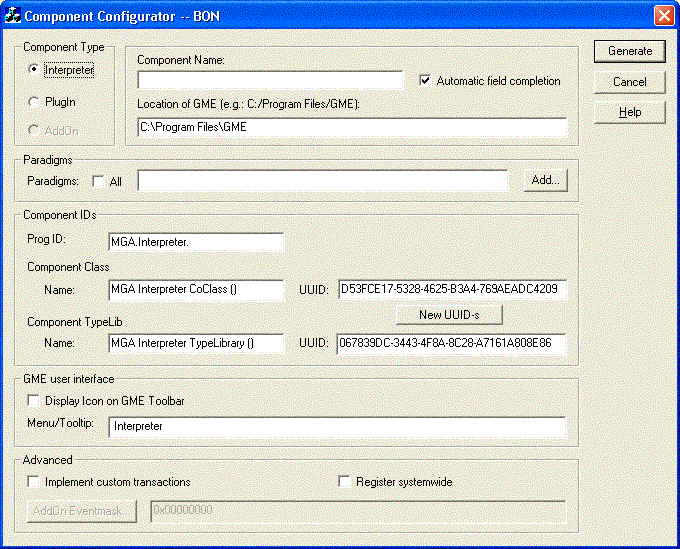 Component Configurator -- BON
Component Type
Interpreter
PlugIn
AddOn
Component Name:
Automatic field completion
Location of GME (e.g.: C:/Program Files/GME):
C:\Program Files\GME
Generate
Cancel
Help
Paradigms
Paradigms: All Add...
Component IDs
Prog ID: MGA.Interpreter.
Component Class
Name: MGA Interpreter CoClass () UUID: D53FCE17-5328-4625-B3A4-769AEADC4209
New UUID-s
Component TypeLib
Name: MGA Interpreter TypeLibrary () UUID: 067839DC-3443-4F8A-8C28-A7161A808E86
GME user interface
Display Icon on GME Toolbar
Menu/Tooltip: Interpreter
Advanced
Implement custom transactions Register systemwide
AddOn Eventmask... 0x00000000